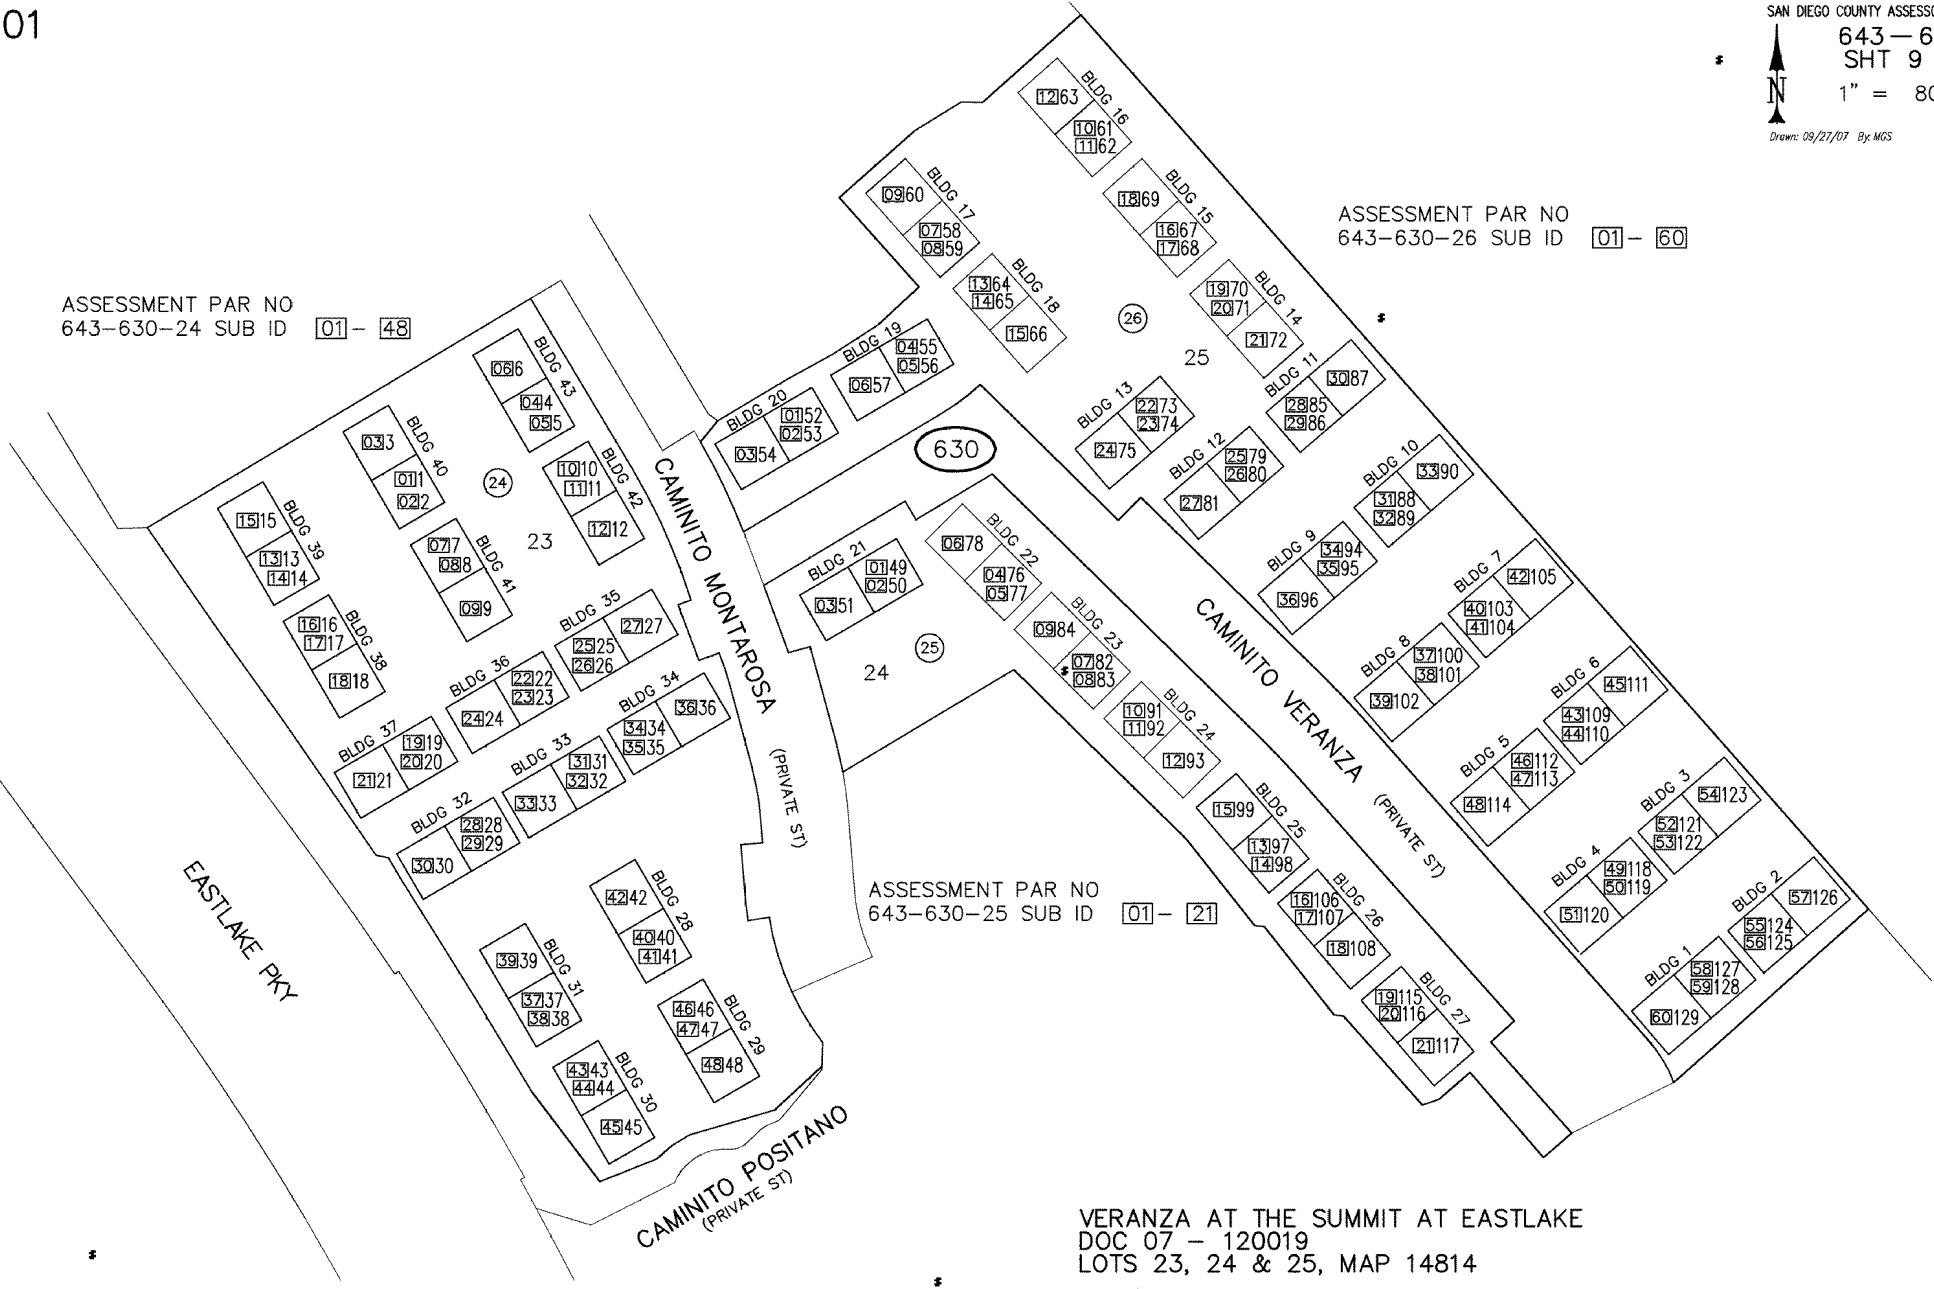 01
SAN DIEGO COUNTY ASSESS
643-6
SHT 9
1" = 80
N
Drawn: 09/27/07 By: MGS
ASSESSMENT PAR NO
643-630-26 SUB ID 01 - 60
ASSESSMENT PAR NO
643-630-24 SUB ID 01 - 48
BLDG 16
12 63
10 61
11 62
BLDG 17
09 60
07 58
08 59
BLDG 15
18 69
16 67
17 68
BLDG 18
13 64
14 65
15 66
BLDG 14
19 70
20 71
21 72
26
25
BLDG 19
04 55
05 56
06 57
BLDG 20
01 52
02 53
03 54
BLDG 13
22 73
23 74
24 75
BLDG 11
30 87
28 85
29 86
BLDG 12
25 79
26 80
27 81
BLDG 10
33 90
31 88
32 89
BLDG 9
34 94
35 95
36 96
BLDG 7
42 105
40 103
41 104
BLDG 8
37 100
38 101
39 102
BLDG 6
45 111
43 109
44 110
BLDG 5
46 112
47 113
48 114
BLDG 3
54 123
52 121
53 122
BLDG 4
49 118
50 119
51 120
BLDG 2
57 126
55 124
56 125
BLDG 1
58 127
59 128
60 129
630
BLDG 43
06 6
04 4
05 5
BLDG 40
03 3
01 1
02 2
24
23
BLDG 42
10 10
11 11
12 12
BLDG 39
15 15
13 13
14 14
BLDG 41
07 7
08 8
09 9
BLDG 38
16 16
17 17
18 18
BLDG 35
27 27
25 25
26 26
BLDG 36
22 22
23 23
24 24
BLDG 37
19 19
20 20
21 21
BLDG 34
36 36
34 34
35 35
BLDG 33
31 31
32 32
33 33
BLDG 32
28 28
29 29
30 30
BLDG 28
42 42
40 40
41 41
BLDG 31
39 39
37 37
38 38
BLDG 29
46 46
47 47
48 48
BLDG 30
43 43
44 44
45 45
CAMINITO MONTAROSA
(PRIVATE ST)
EASTLAKE PKY
CAMINITO POSITANO
(PRIVATE ST)
BLDG 21
01 49
02 50
03 51
25
24
BLDG 22
06 78
04 76
05 77
BLDG 23
09 84
07 82
08 83
BLDG 24
10 91
11 92
12 93
BLDG 25
15 99
13 97
14 98
BLDG 26
16 106
17 107
18 108
BLDG 27
19 115
20 116
21 117
CAMINITO VERANZA
(PRIVATE ST)
ASSESSMENT PAR NO
643-630-25 SUB ID 01 - 21
VERANZA AT THE SUMMIT AT EASTLAKE
DOC 07 - 120019
LOTS 23, 24 & 25, MAP 14814